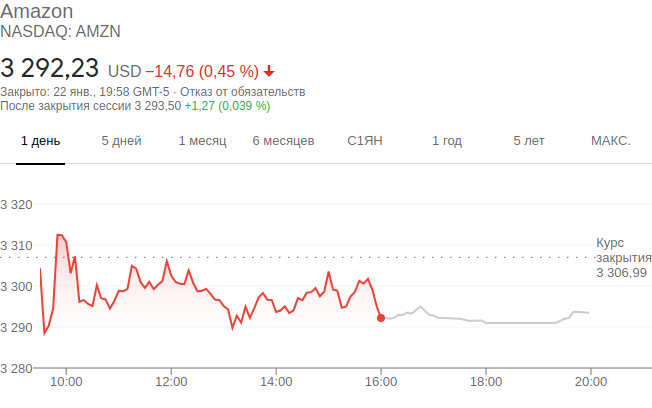 Amazon
NASDAQ: AMZN
3 292,23 USD −14,76 (0,45 %)
Закрыто: 22 янв., 19:58 GMT-5 · Отказ от обязательств
После закрытия сессии 3 293,50 +1,27 (0,039 %)
1 день 5 дней 1 месяц 6 месяцев С1ЯН 1 год 5 лет МАКС.
3 320
3 310
Курс
закрытия
3 306,99
3 300
3 290
3 280
10:00 12:00 14:00 16:00 18:00 20:00